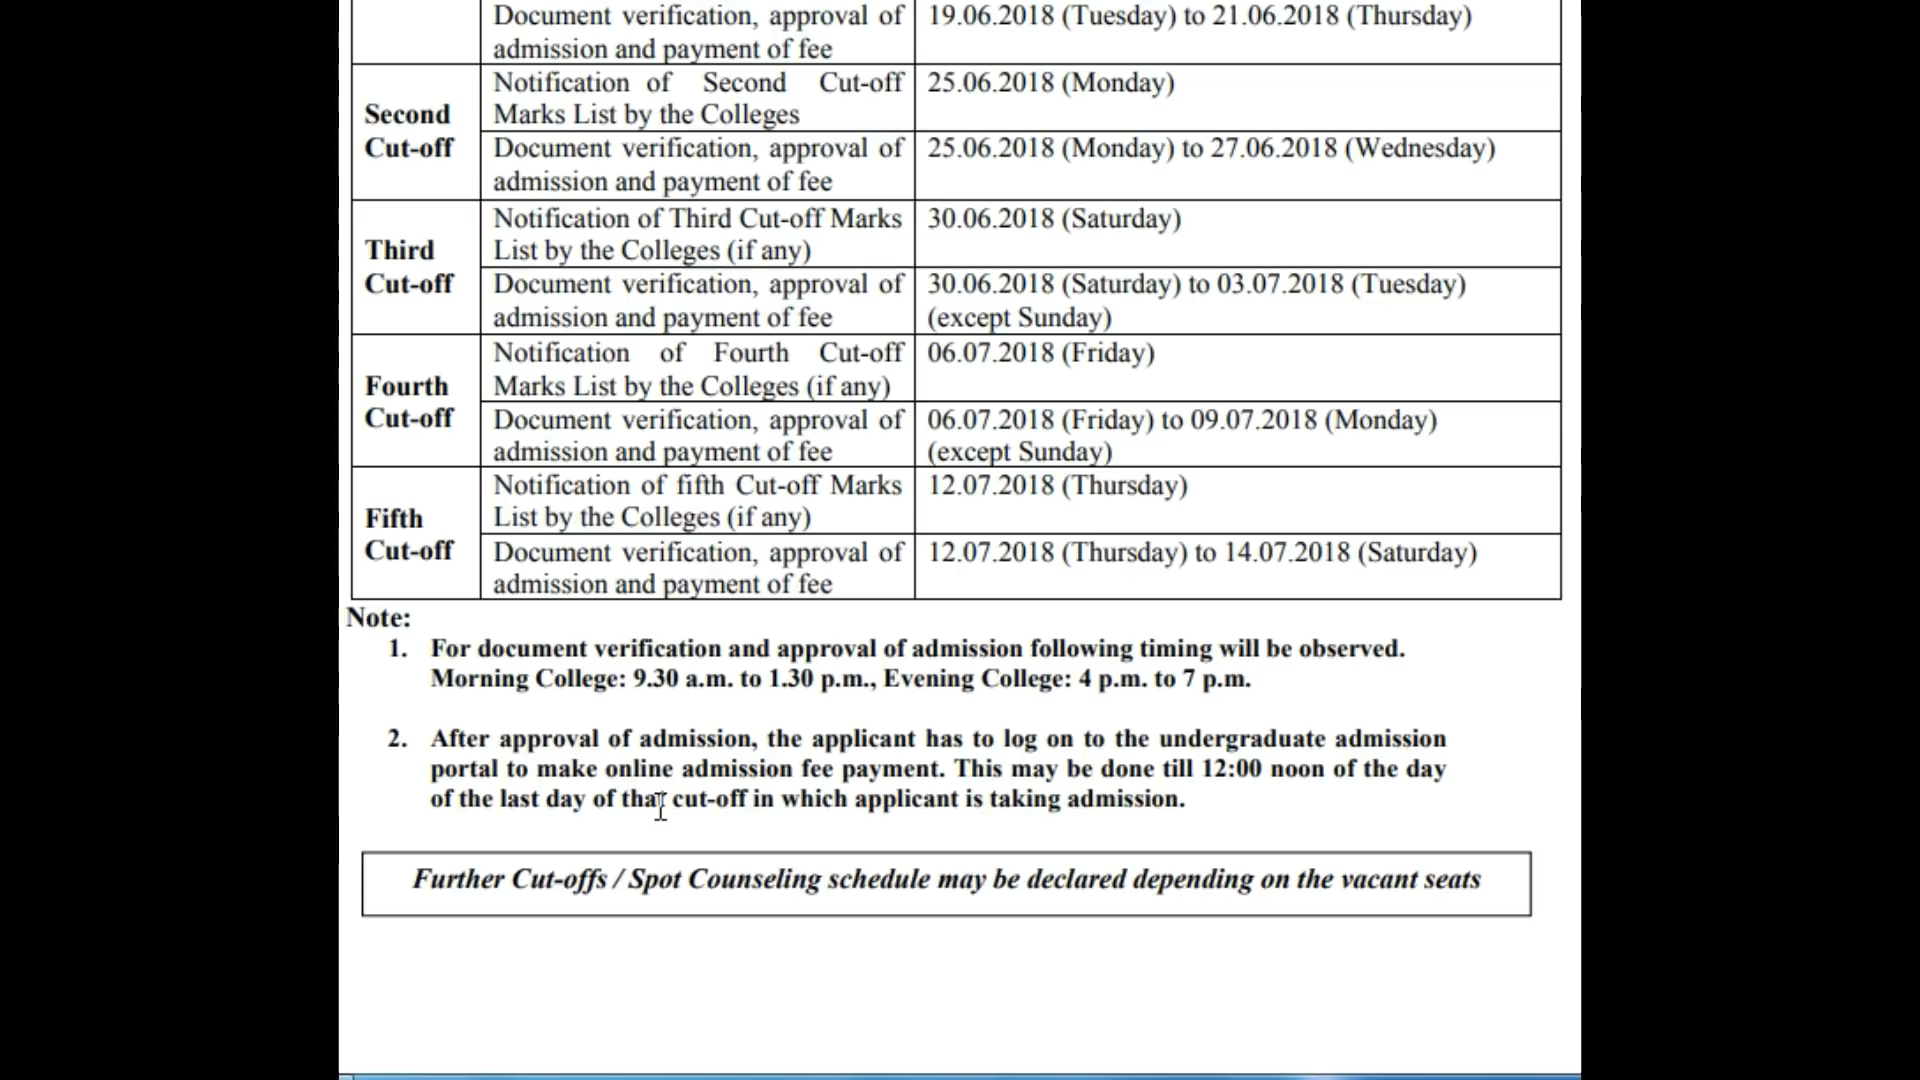 Document verification, approval of 19.06.2018 (Tuesday) to 21.06.2018 (Thursday)
admission and payment of fee
Second Cut-off
Notification of Second Cut-off 25.06.2018 (Monday)
Marks List by the Colleges
Document verification, approval of 25.06.2018 (Monday) to 27.06.2018 (Wednesday)
admission and payment of fee
Third Cut-off
Notification of Third Cut-off Marks 30.06.2018 (Saturday)
List by the Colleges (if any)
Document verification, approval of 30.06.2018 (Saturday) to 03.07.2018 (Tuesday)
admission and payment of fee (except Sunday)
Fourth Cut-off
Notification of Fourth Cut-off 06.07.2018 (Friday)
Marks List by the Colleges (if any)
Document verification, approval of 06.07.2018 (Friday) to 09.07.2018 (Monday)
admission and payment of fee (except Sunday)
Fifth Cut-off
Notification of fifth Cut-off Marks 12.07.2018 (Thursday)
List by the Colleges (if any)
Document verification, approval of 12.07.2018 (Thursday) to 14.07.2018 (Saturday)
admission and payment of fee
Note:
1. For document verification and approval of admission following timing will be observed.
Morning College: 9.30 a.m. to 1.30 p.m., Evening College: 4 p.m. to 7 p.m.
2. After approval of admission, the applicant has to log on to the undergraduate admission
portal to make online admission fee payment. This may be done till 12:00 noon of the day
of the last day of that cut-off in which applicant is taking admission.
Further Cut-offs / Spot Counseling schedule may be declared depending on the vacant seats